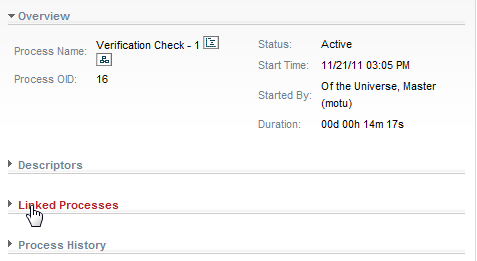 Overview
Process Name: Verification Check - 1
Process OID: 16
Status: Active
Start Time: 11/21/11 03:05 PM
Started By: Of the Universe, Master
(motu)
Duration: 00d 00h 14m 17s
Descriptors
Linked Processes
Process History